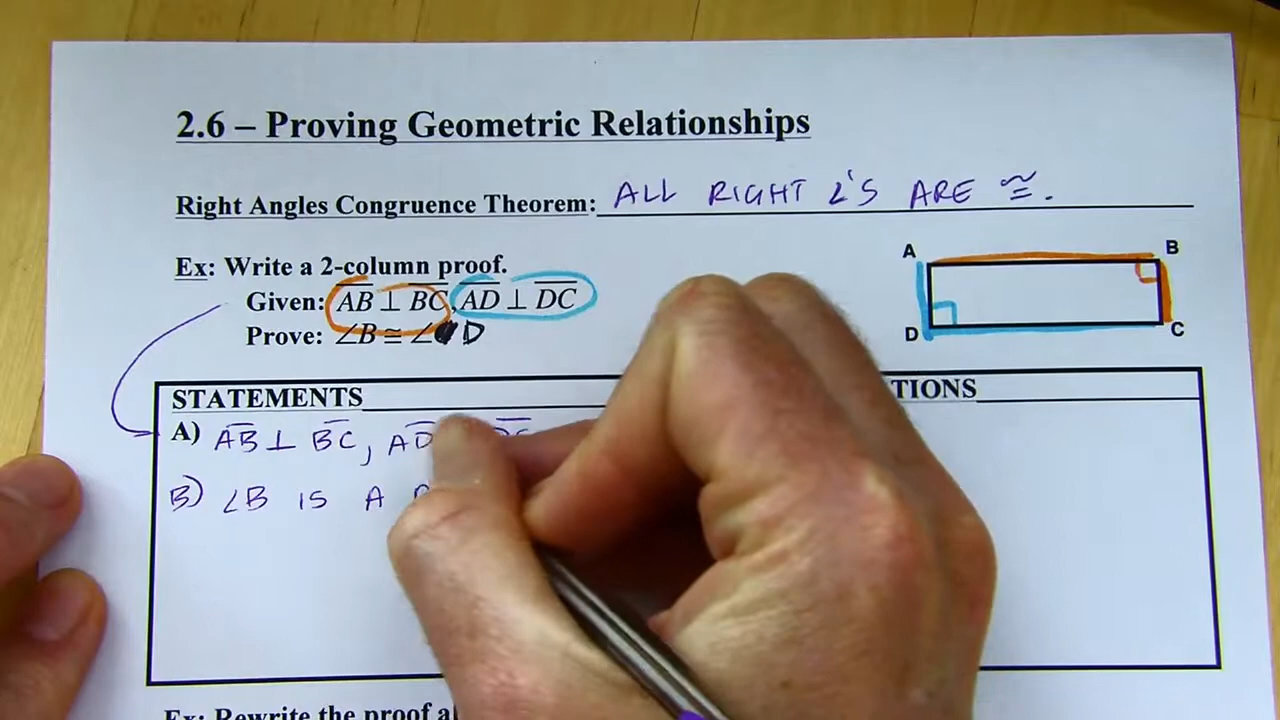 2.6 – Proving Geometric Relationships
Right Angles Congruence Theorem: ALL RIGHT ∠'S ARE ≅.
Ex: Write a 2-column proof.
Given: AB ⊥ BC, AD ⊥ DC
Prove: ∠B ≅ ∠ D
A B
D C
STATEMENTS
A) AB ⊥ BC, AD
B) ∠B IS A
Ex: Rewrite the proof